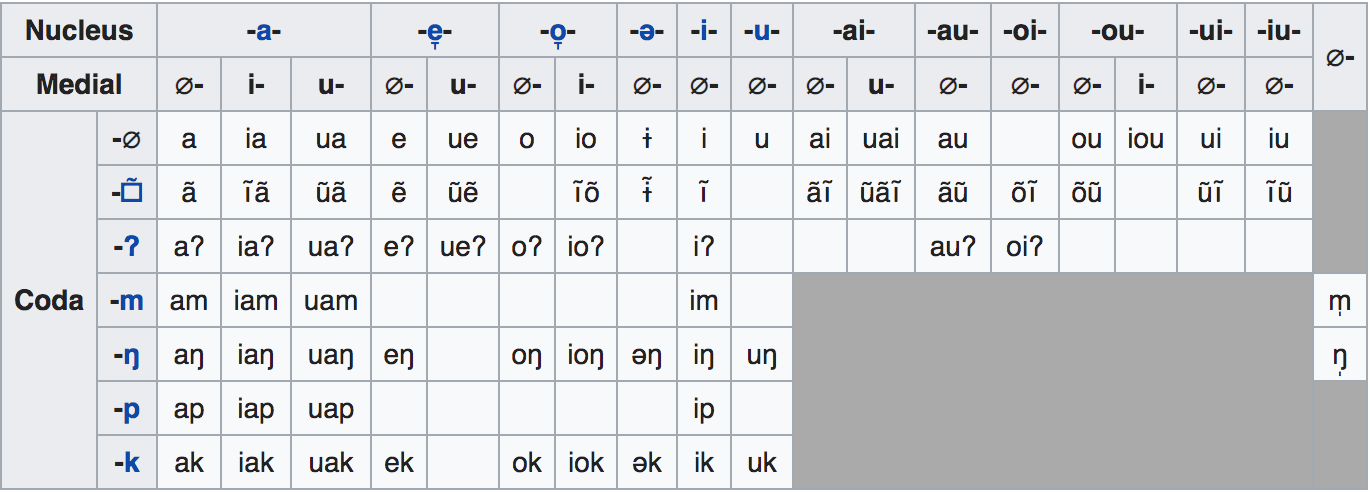 Nucleus -a- -e̞- -o̞- -ə- -i- -u- -ai- -au- -oi- -ou- -ui- -iu- ∅-
Medial ∅- i- u- ∅- u- ∅- i- ∅- ∅- ∅- ∅- u- ∅- ∅- ∅- i- ∅- ∅-
-∅ a ia ua e ue o io ɨ i u ai uai au ou iou ui iu
-◌̃ ã ĩã ũã ẽ ũẽ ĩõ ɨ̃ ĩ ãĩ ũãĩ ãũ õĩ õũ ũĩ ĩũ
-ʔ aʔ iaʔ uaʔ eʔ ueʔ oʔ ioʔ iʔ auʔ oiʔ
Coda -m am iam uam im m̩
-ŋ aŋ iaŋ uaŋ eŋ oŋ ioŋ əŋ iŋ uŋ ŋ̍
-p ap iap uap ip
-k ak iak uak ek ok iok ək ik uk